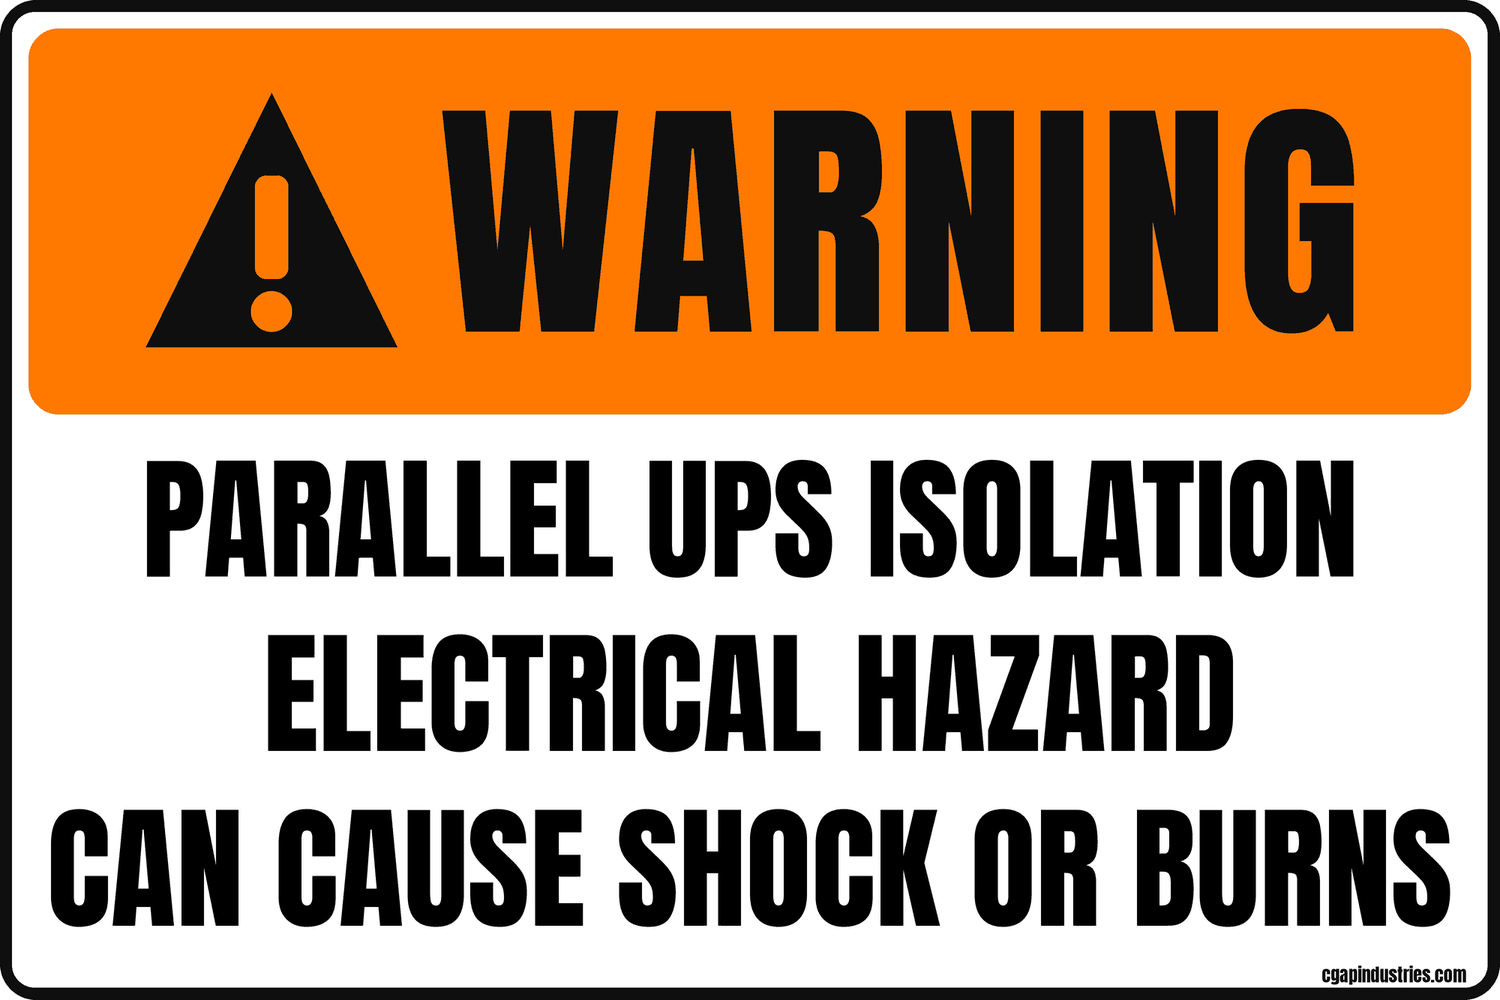 WARNING
PARALLEL UPS ISOLATION
ELECTRICAL HAZARD
CAN CAUSE SHOCK OR BURNS
cgapindustries.com